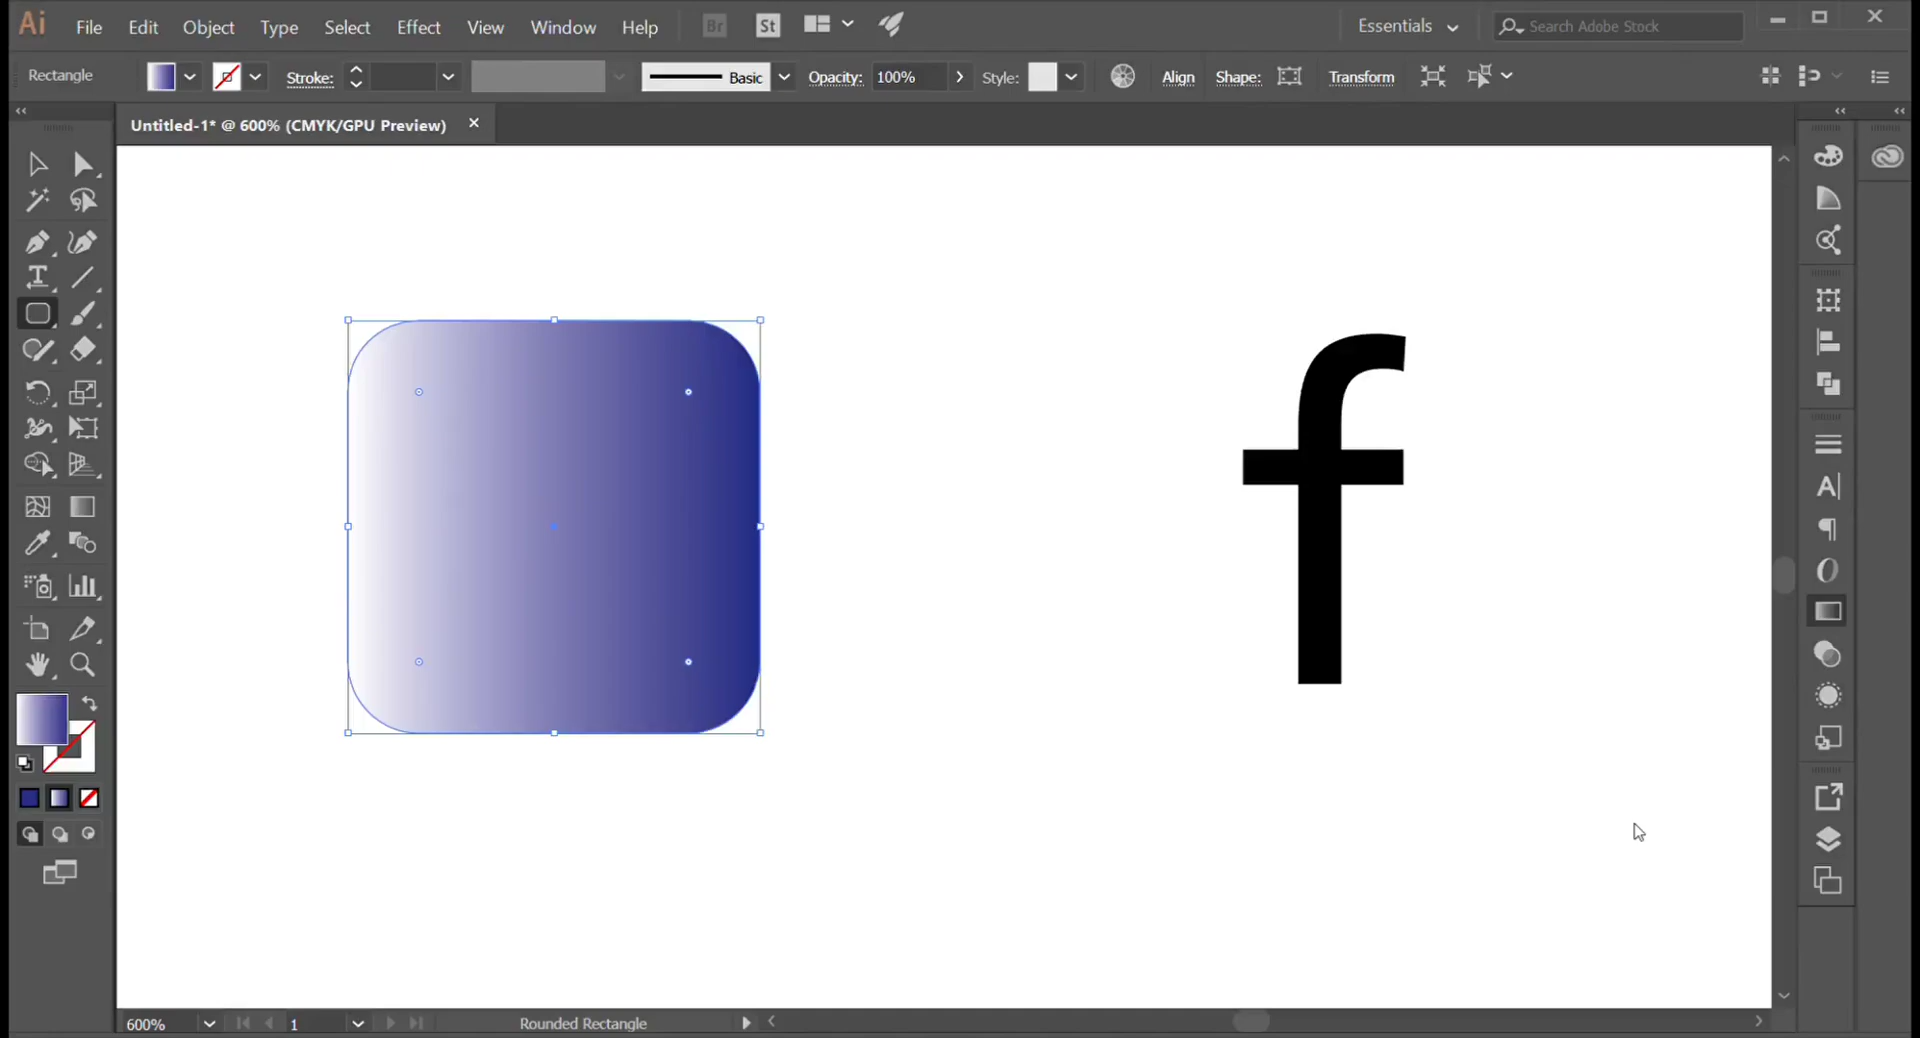 Ai File Edit Object Type Select Effect View Window Help Br St Essentials Search Adobe Stock
Rectangle Stroke: Basic Opacity: 100% Style: Align Shape: Transform
Untitled-1* @ 600% (CMYK/GPU Preview)
f
600% 1 Rounded Rectangle